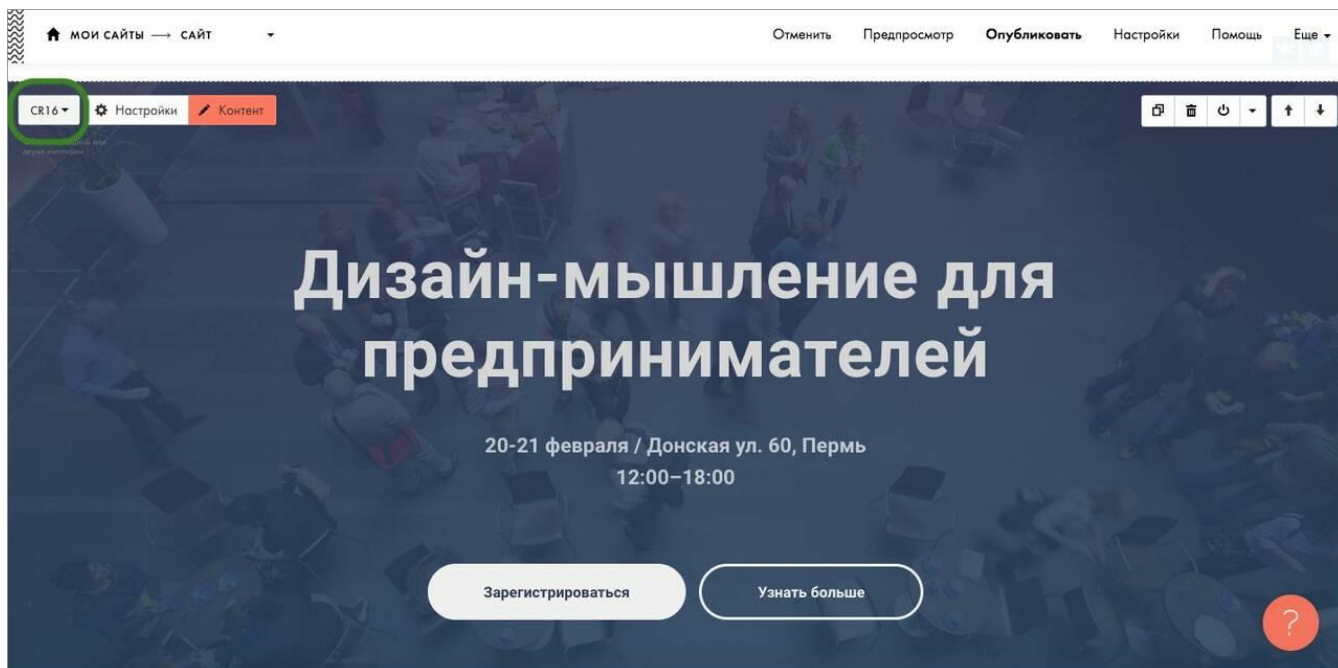 МОИ САЙТЫ → САЙТ
Отменить Предпросмотр Опубликовать Настройки Помощь Еще
CR16 Настройки Контент
Дизайн-мышление для
предпринимателей
20-21 февраля / Донская ул. 60, Пермь
12:00–18:00
Зарегистрироваться Узнать больше
?